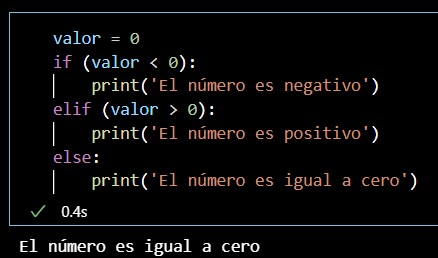 valor = 0
if (valor < 0):
    print('El número es negativo')
elif (valor > 0):
    print('El número es positivo')
else:
    print('El número es igual a cero')
✓ 0.4s
El número es igual a cero